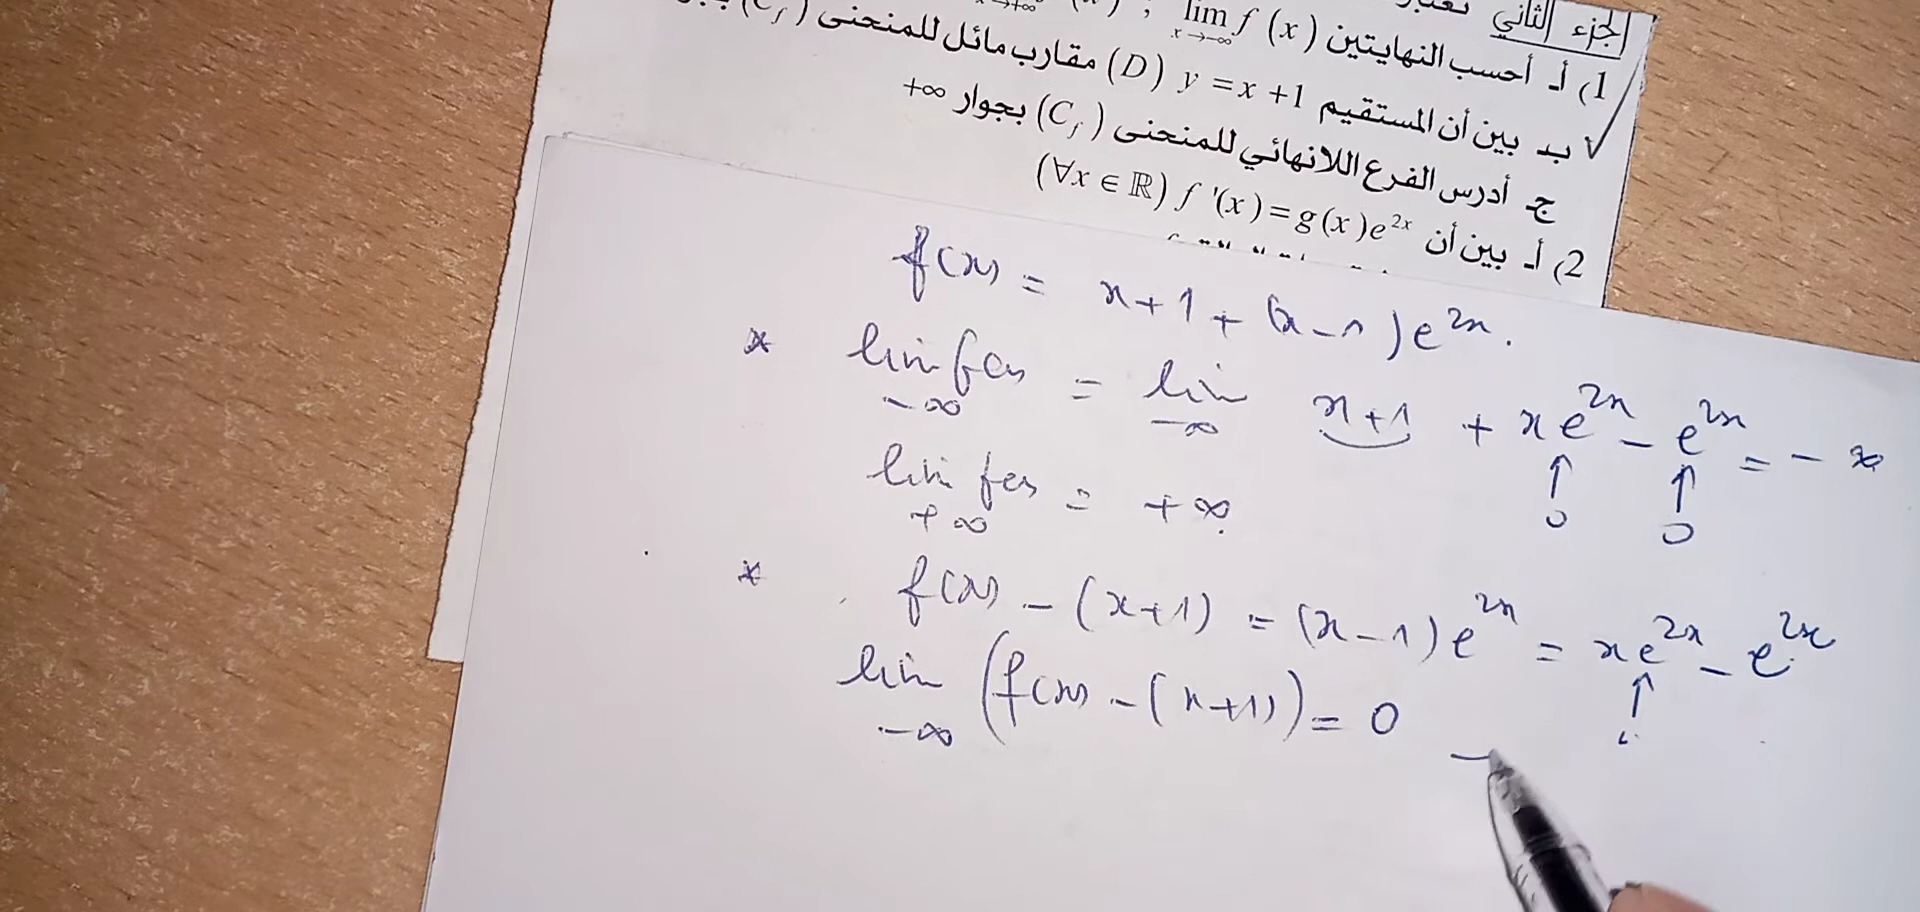 الجزء الثاني نعتبر
1) أ- أحسب النهايتين lim f(x) x→-∞ ; x→+∞
ب- بين أن المستقيم (D) y = x + 1 مقارب مائل للمنحنى (C_f)
ج- أدرس الفرع اللانهائي للمنحنى (C_f) بجوار +∞
2) أ- بين أن (∀x ∈ ℝ) f'(x) = g(x)e^{2x}
f(x) = x+1 + (x-1)e^{2x}.
* lim f(x) = lim x+1 + xe^{2x} - e^{2x} = -∞
-∞ -∞ ↑ ↑
0 0
lim f(x) = +∞
+∞
* f(x) - (x+1) = (x-1)e^{2x} = xe^{2x} - e^{2x}
lim (f(x) - (x+1)) = 0 ↑
-∞